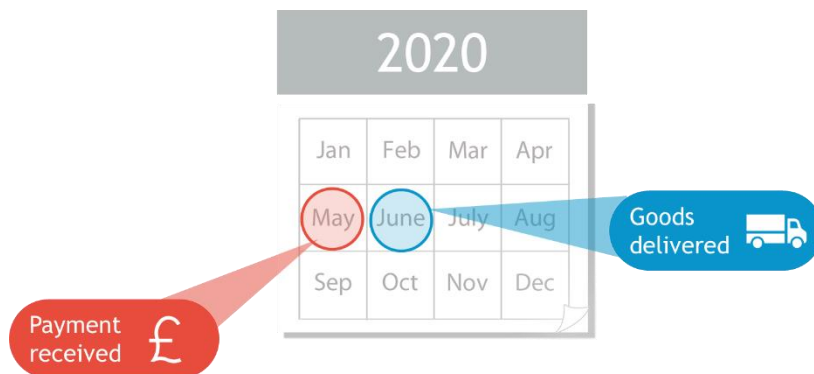 2020
Jan Feb Mar Apr
May June July Aug
Sep Oct Nov Dec
Goods
delivered
Payment
received £